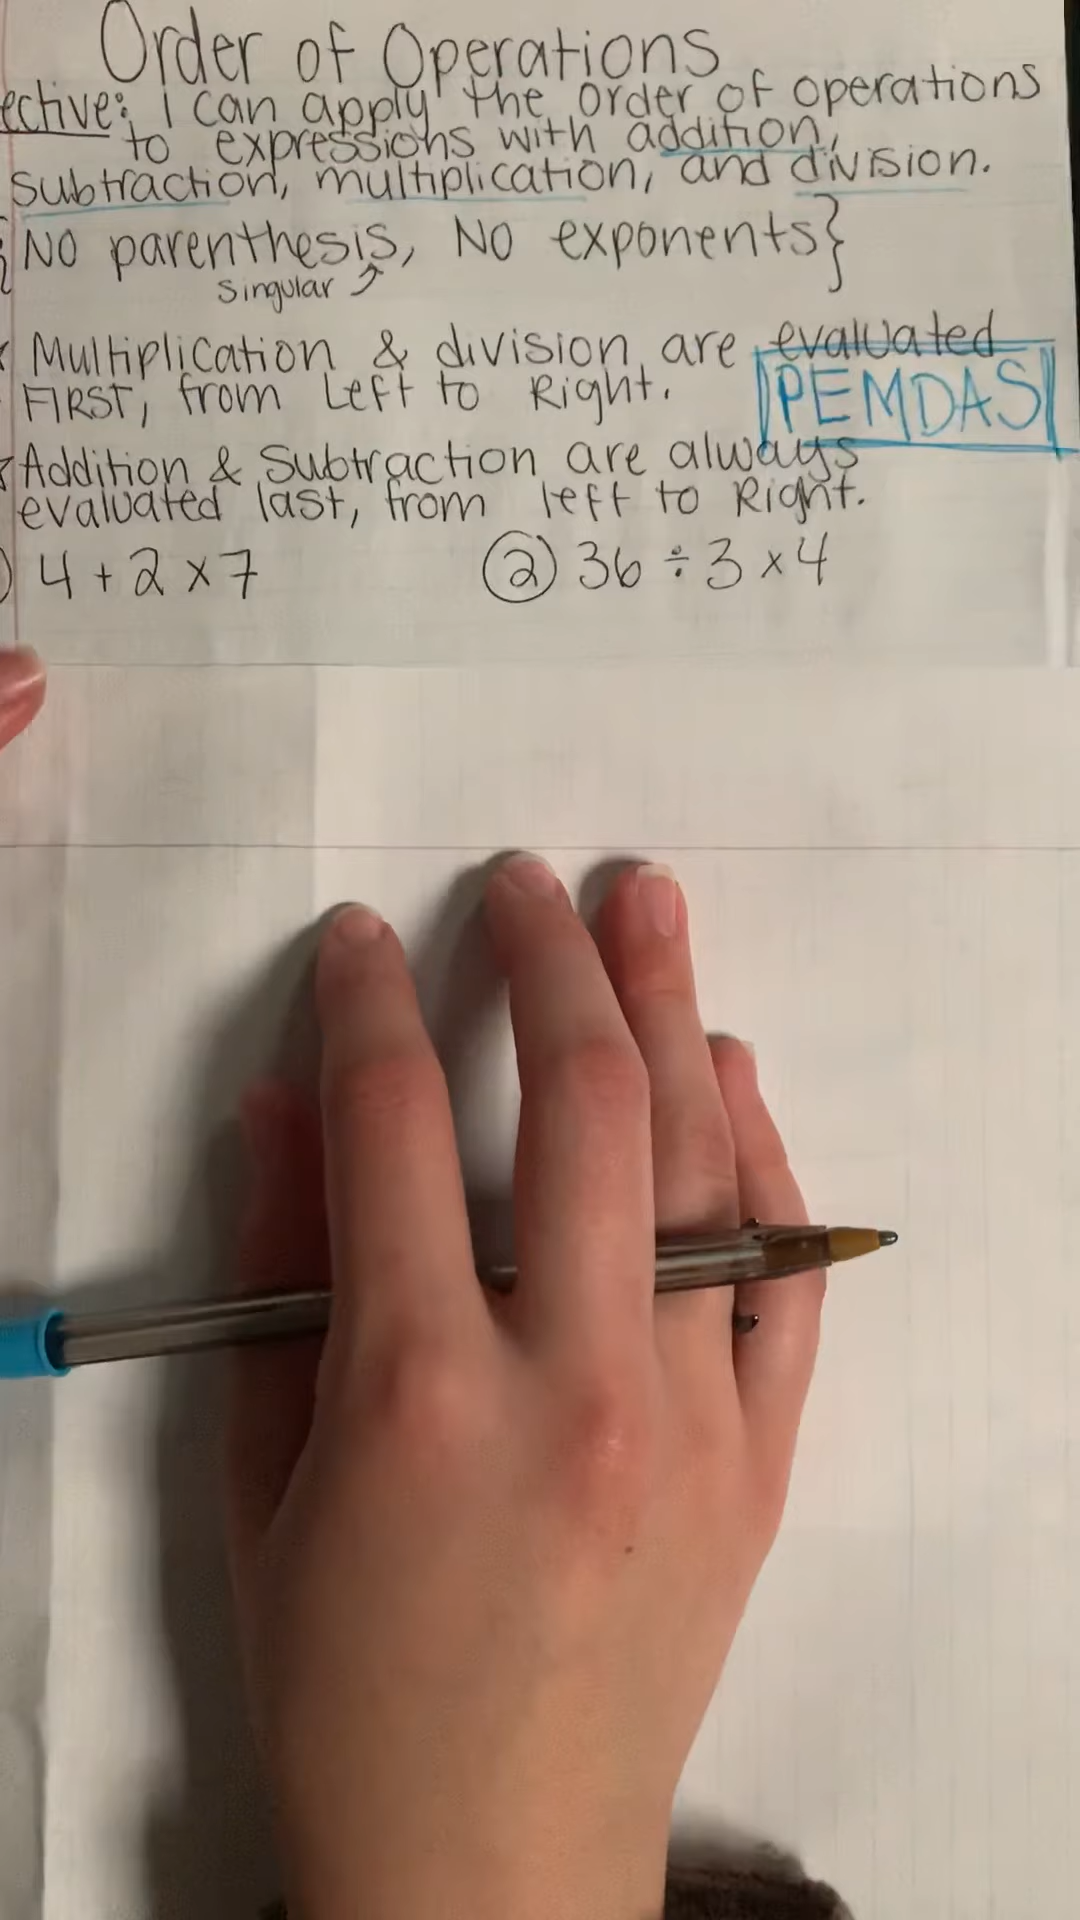 Order of Operations
ective: I can apply the order of operations
to expressions with addition,
subtraction, multiplication, and division.
No parenthesis, No exponents}
singular
Multiplication & division are evaluated
FIRST, from Left to Right.
PEMDAS
Addition & Subtraction are always
evaluated last, from left to Right.
4 + 2 × 7
② 36 ÷ 3 × 4